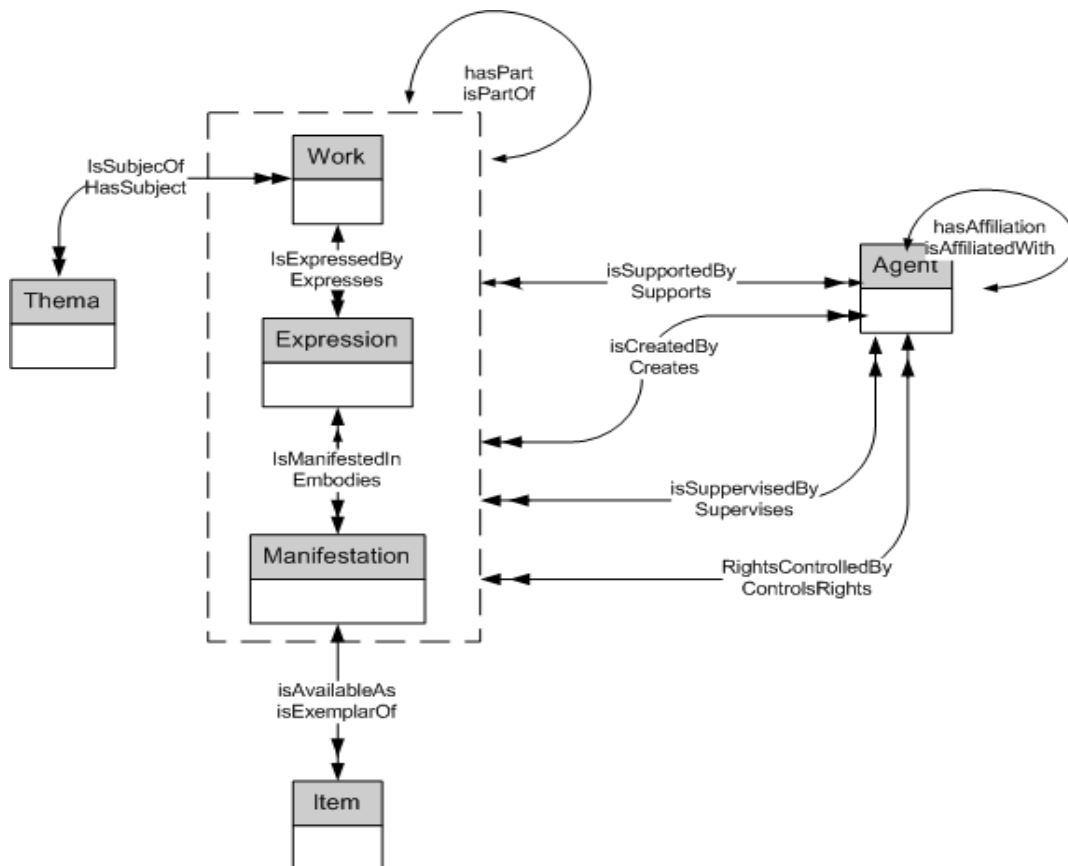 hasPart
isPartOf
Work
IsSubjecOf
HasSubject
hasAffiliation
isAffiliatedWith
IsExpressedBy
Expresses
isSupportedBy
Supports
Agent
Thema
Expression
isCreatedBy
Creates
IsManifestedIn
Embodies
isSuppervisedBy
Supervises
Manifestation
RightsControlledBy
ControlsRights
isAvailableAs
isExemplarOf
Item